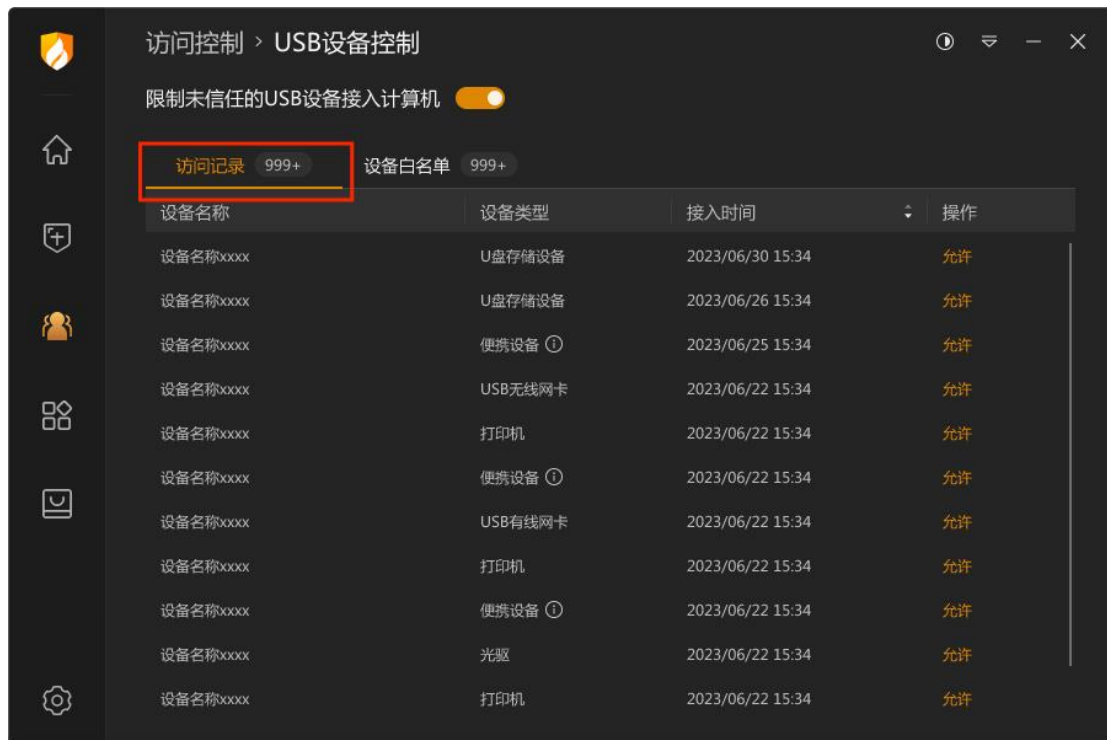 访问控制 > USB设备控制
限制未信任的USB设备接入计算机
访问记录 999+ 设备白名单 999+
设备名称 设备类型 接入时间 操作
设备名称xxxx U盘存储设备 2023/06/30 15:34 允许
设备名称xxxx U盘存储设备 2023/06/26 15:34 允许
设备名称xxxx 便携设备 2023/06/25 15:34 允许
设备名称xxxx USB无线网卡 2023/06/22 15:34 允许
设备名称xxxx 打印机 2023/06/22 15:34 允许
设备名称xxxx 便携设备 2023/06/22 15:34 允许
设备名称xxxx USB有线网卡 2023/06/22 15:34 允许
设备名称xxxx 打印机 2023/06/22 15:34 允许
设备名称xxxx 便携设备 2023/06/22 15:34 允许
设备名称xxxx 光驱 2023/06/22 15:34 允许
设备名称xxxx 打印机 2023/06/22 15:34 允许